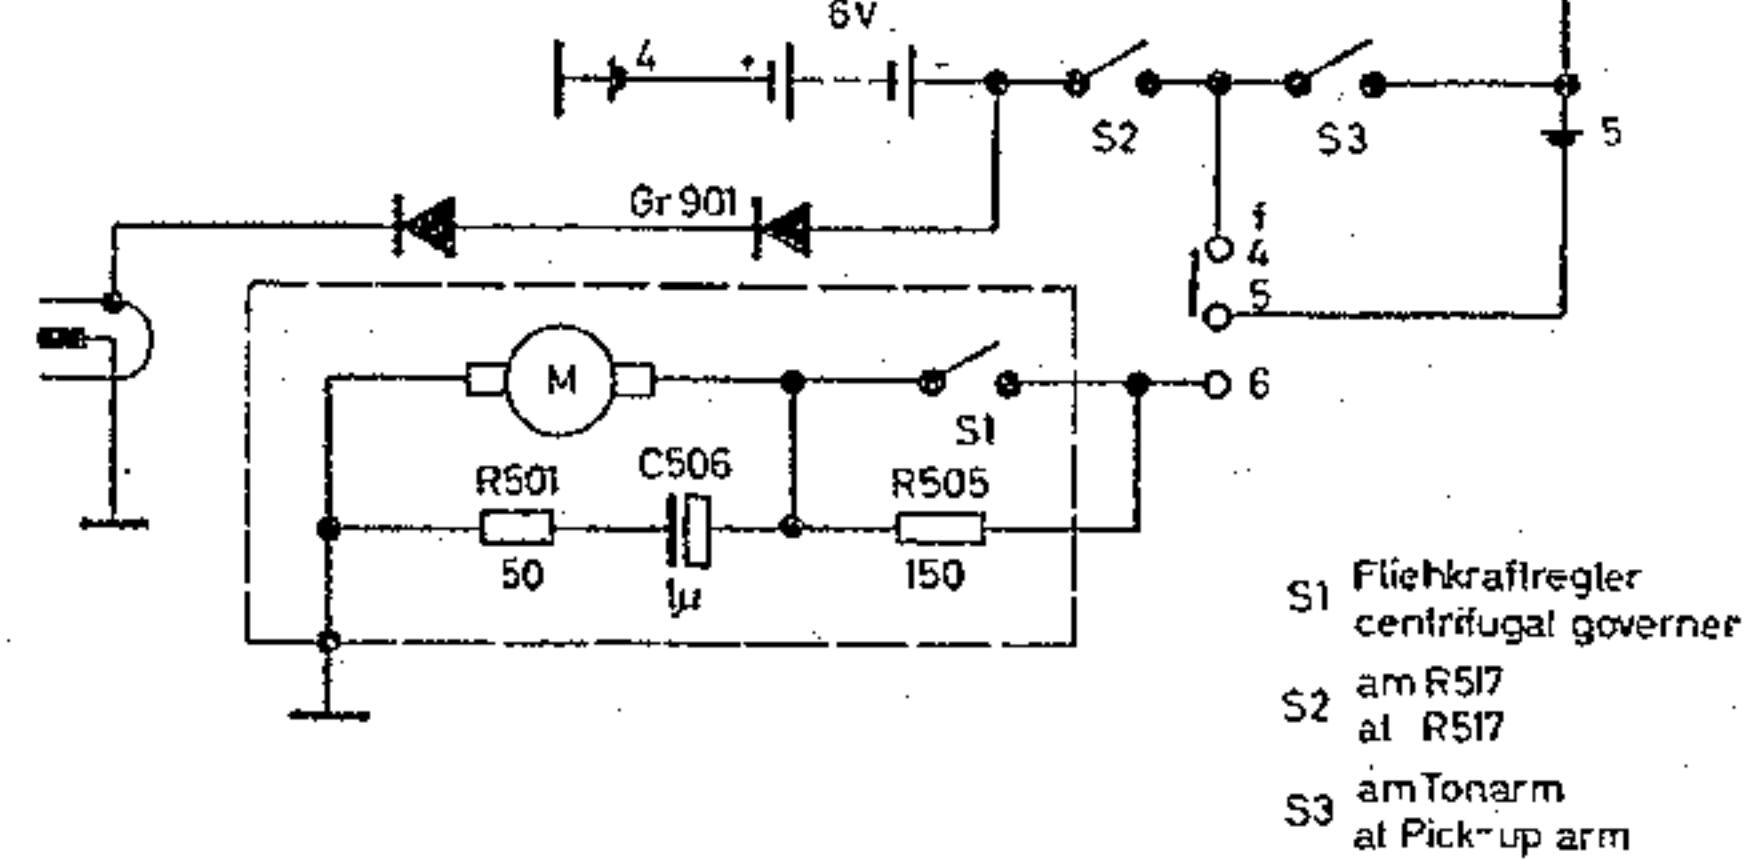 6V
4 + -
S2 S3 5
Gr 901
f
4
5
M
6
S1
R501 C506 R505
50 1µ 150
S1 Fliehkraftregler
centrifugal governer
S2 am R517
at R517
S3 am Tonarm
at Pick-up arm